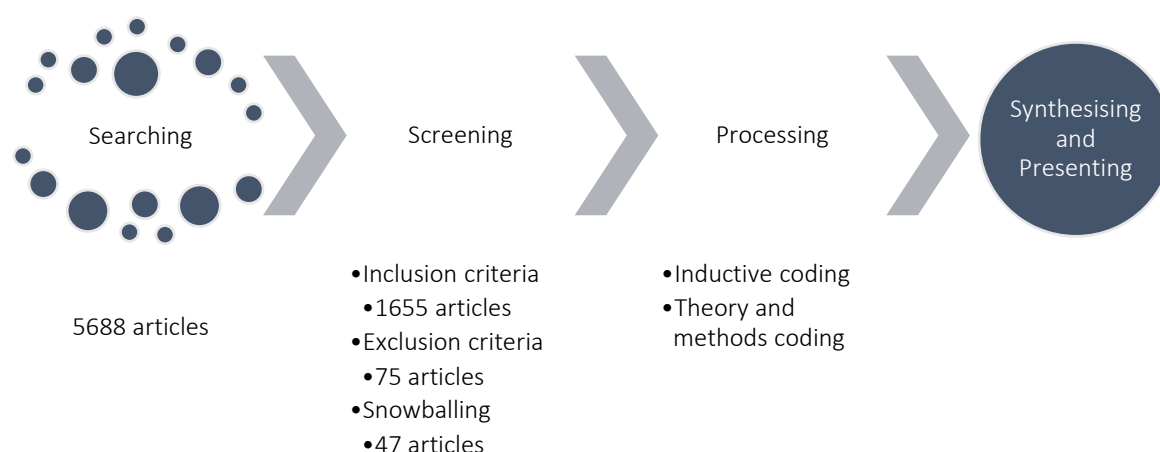 Searching
5688 articles
Screening
•Inclusion criteria
•1655 articles
•Exclusion criteria
•75 articles
•Snowballing
•47 articles
Processing
•Inductive coding
•Theory and
methods coding
Synthesising
and
Presenting